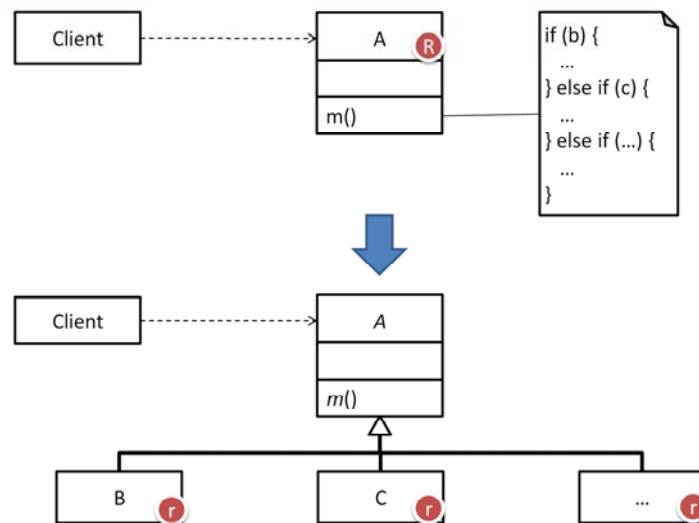 Client
A
R
m()
if (b) {
...
} else if (c) {
...
} else if (...) {
...
}
Client
A
m()
B
r
C
r
...
r